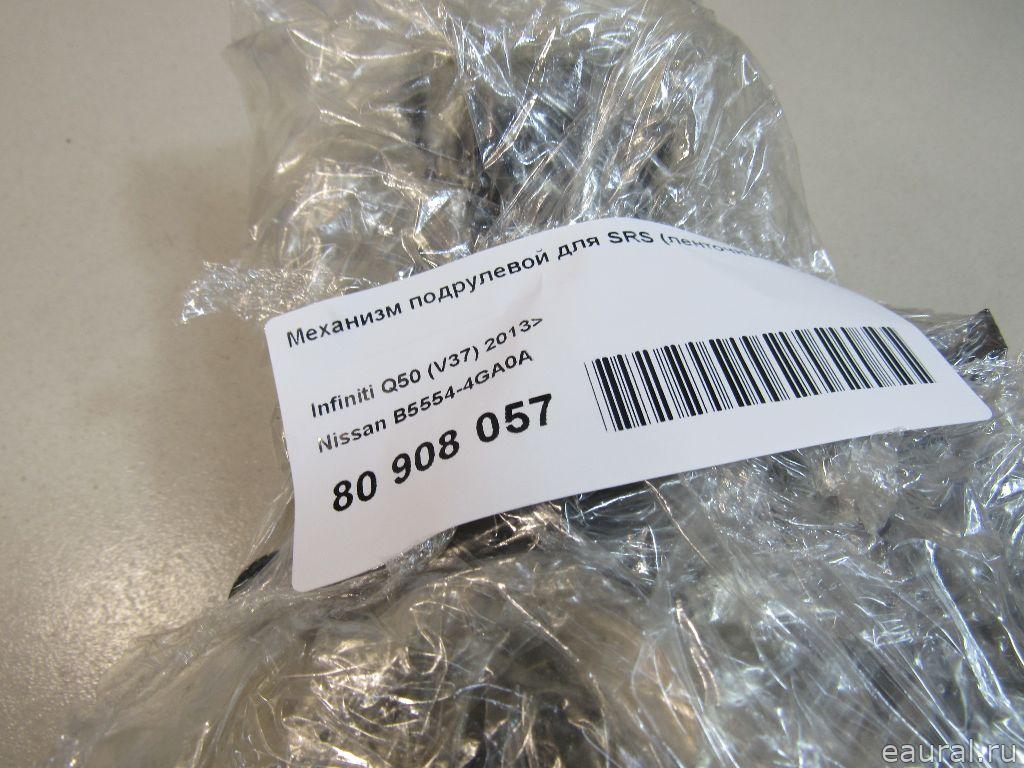 Механизм подрулевой для SRS
Infiniti Q50 (V37) 2013>
Nissan B5554-4GA0A
80 908 057
eaural.ru